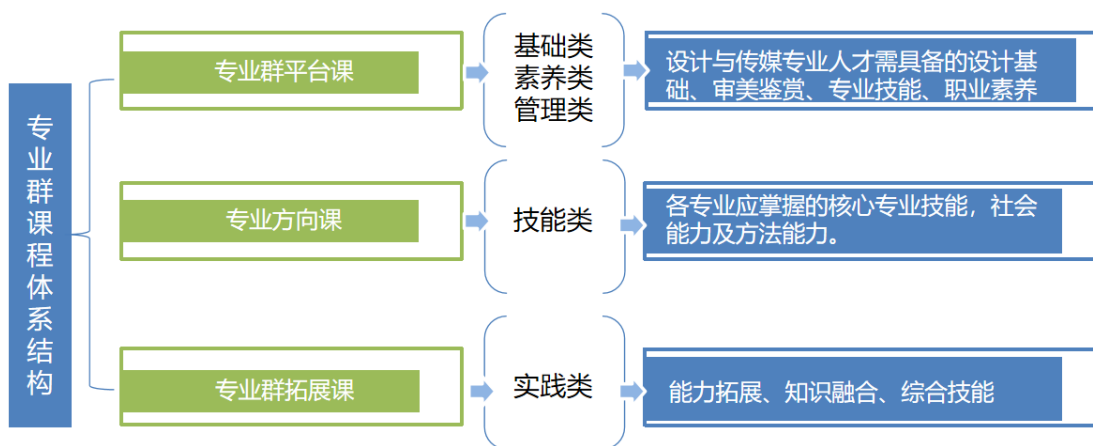 专业群课程体系结构
专业群平台课
基础类
素养类
管理类
设计与传媒专业人才需具备的设计基
础、审美鉴赏、专业技能、职业素养
专业方向课
技能类
各专业应掌握的核心专业技能，社会
能力及方法能力。
专业群拓展课
实践类
能力拓展、知识融合、综合技能